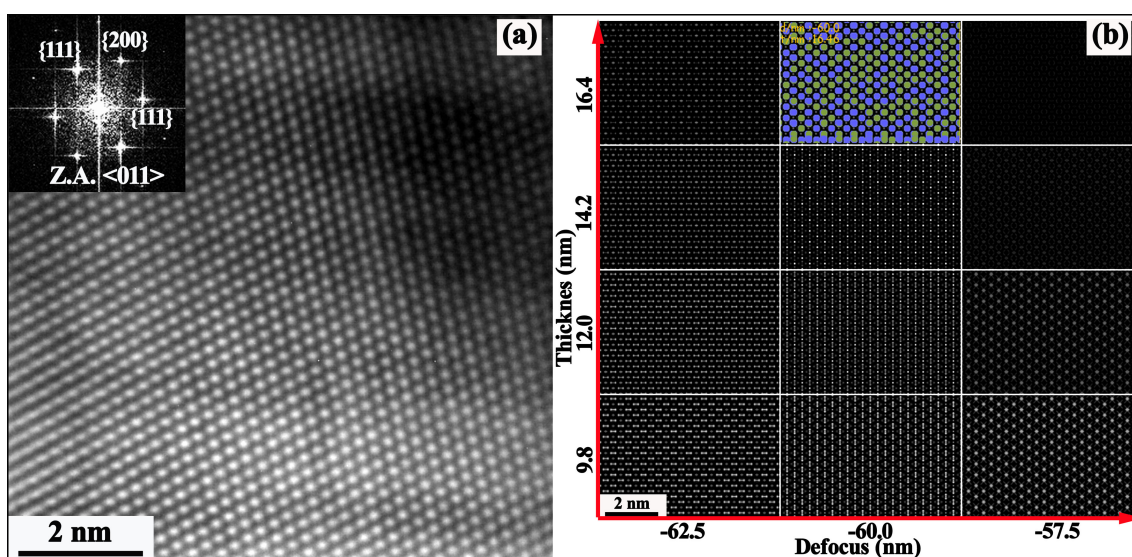 (a)
{111}
{200}
{111}
Z.A. <011>
2 nm
(b)
16.4
14.2
12.0
9.8
Thicknes (nm)
2 nm
-62.5
-60.0
-57.5
Defocus (nm)